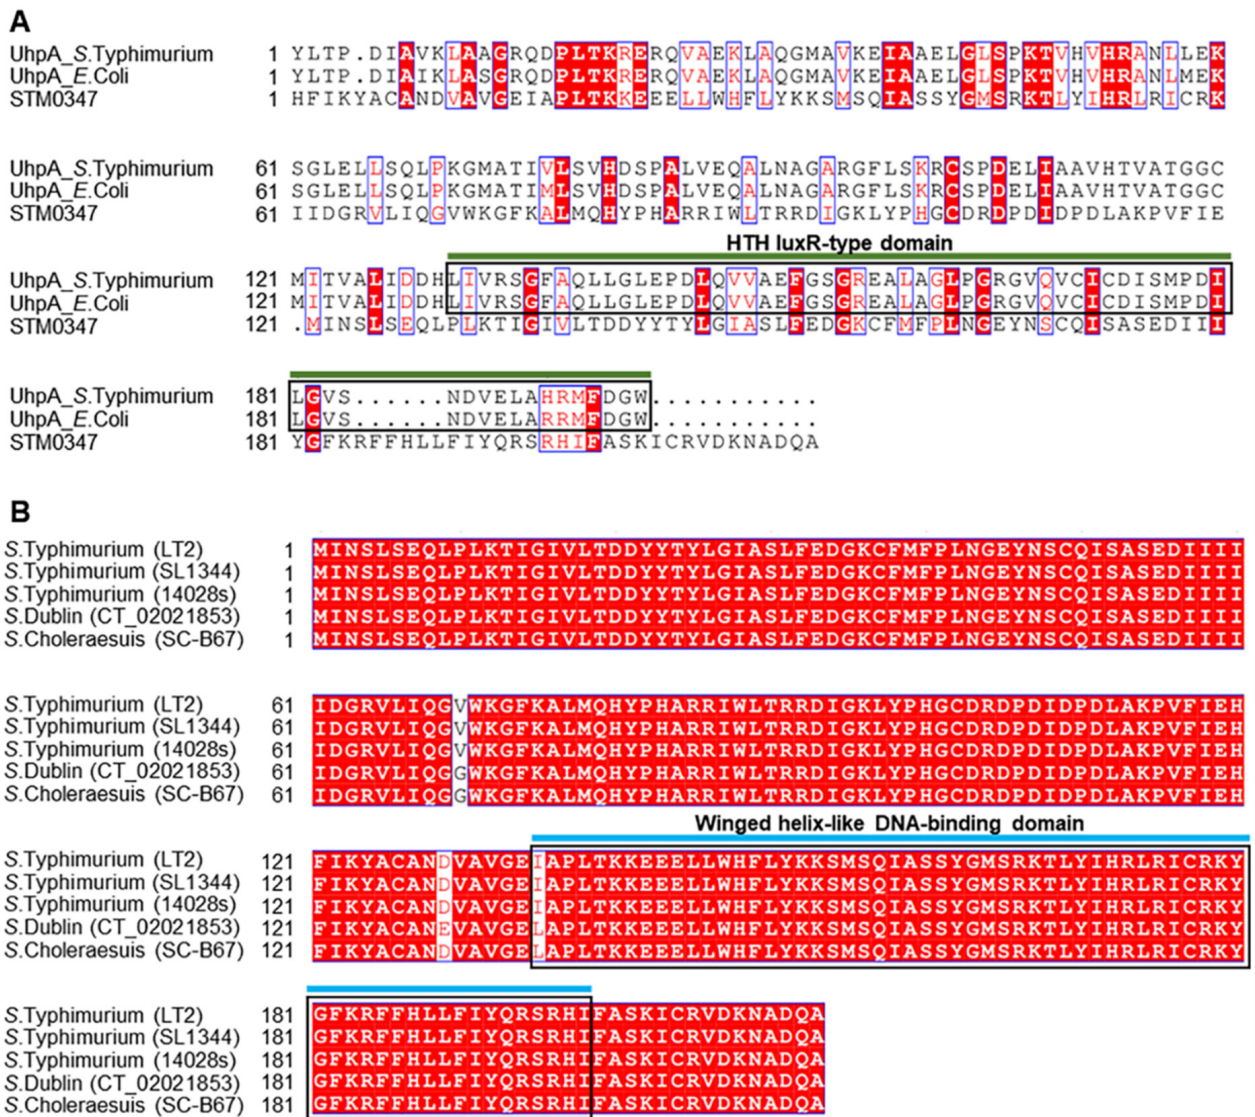 A
UhpA_S.Typhimurium 1 YLTP.DIAVKLAAGRQDPLTKRERQVAEKLAQGMAVKEIAAELGLSPKTVHVHRANLLEK
UhpA_E.Coli 1 YLTP.DIAIKLASGRQDPLTKRERQVAEKLAQGMAVKEIAAELGLSPKTVHVHRANLMEK
STM0347 1 HFIKYACANDVAVGEIAPLTKKEEELLWHFLYKKSMSQIASSYGMSRKTLYIHRLRICRK
UhpA_S.Typhimurium 61 SGLELLSQLPKGMATIVLSVHDSPALVEQALNAGARGFLSKRCSPDELIAAVHTVATGGC
UhpA_E.Coli 61 SGLELLSQLPKGMATIMLSVHDSPALVEQALNAGARGFLSKRCSPDELIAAVHTVATGGC
STM0347 61 IIDGRVLIQGVWKGFKALMQHYPHARRIWLTRRDIGKLYPHGCDRDPDIDPDLAKPVFIE
HTH luxR-type domain
UhpA_S.Typhimurium 121 MITVALIDDHLIVRSGFAQLLGLEPDLQVVAEFGSGREALAGLPGRGVQVCICDISMPDI
UhpA_E.Coli 121 MITVALIDDHLIVRSGFAQLLGLEPDLQVVAEFGSGREALAGLPGRGVQVCICDISMPDI
STM0347 121 .MINSLSEQLPLKTIGIVLTDDYYTYLGIASLFEDGKCFMFPLNGEYNSCQISASEDIII
UhpA_S.Typhimurium 181 LGVS......NDVELAHRMFDGW...........
UhpA_E.Coli 181 LGVS......NDVELARRMFDGW...........
STM0347 181 YGFKRFFHLLFIYQRSRHIFASKICRVDKNADQA
B
S.Typhimurium (LT2) 1 MINSLSEQLPLKTIGIVLTDDYYTYLGIASLFEDGKCFMFPLNGEYNSCQISASEDIIII
S.Typhimurium (SL1344) 1 MINSLSEQLPLKTIGIVLTDDYYTYLGIASLFEDGKCFMFPLNGEYNSCQISASEDIIII
S.Typhimurium (14028s) 1 MINSLSEQLPLKTIGIVLTDDYYTYLGIASLFEDGKCFMFPLNGEYNSCQISASEDIIII
S.Dublin (CT_02021853) 1 MINSLSEQLPLKTIGIVLTDDYYTYLGIASLFEDGKCFMFPLNGEYNSCQISASEDIIII
S.Choleraesuis (SC-B67) 1 MINSLSEQLPLKTIGIVLTDDYYTYLGIASLFEDGKCFMFPLNGEYNSCQISASEDIIII
S.Typhimurium (LT2) 61 IDGRVLIQGVWKGFKALMQHYPHARRIWLTRRDIGKLYPHGCDRDPDIDPDLAKPVFIEH
S.Typhimurium (SL1344) 61 IDGRVLIQGVWKGFKALMQHYPHARRIWLTRRDIGKLYPHGCDRDPDIDPDLAKPVFIEH
S.Typhimurium (14028s) 61 IDGRVLIQGVWKGFKALMQHYPHARRIWLTRRDIGKLYPHGCDRDPDIDPDLAKPVFIEH
S.Dublin (CT_02021853) 61 IDGRVLIQGGWKGFKALMQHYPHARRIWLTRRDIGKLYPHGCDRDPDIDPDLAKPVFIEH
S.Choleraesuis (SC-B67) 61 IDGRVLIQGGWKGFKALMQHYPHARRIWLTRRDIGKLYPHGCDRDPDIDPDLAKPVFIEH
Winged helix-like DNA-binding domain
S.Typhimurium (LT2) 121 FIKYACANDVAVGEIAPLTKKEEELLWHFLYKKSMSQIASSYGMSRKTLYIHRLRICRKY
S.Typhimurium (SL1344) 121 FIKYACANDVAVGEIAPLTKKEEELLWHFLYKKSMSQIASSYGMSRKTLYIHRLRICRKY
S.Typhimurium (14028s) 121 FIKYACANDVAVGEIAPLTKKEEELLWHFLYKKSMSQIASSYGMSRKTLYIHRLRICRKY
S.Dublin (CT_02021853) 121 FIKYACANEVAVGELAPLTKKEEELLWHFLYKKSMSQIASSYGMSRKTLYIHRLRICRKY
S.Choleraesuis (SC-B67) 121 FIKYACANDVAVGELAPLTKKEEELLWHFLYKKSMSQIASSYGMSRKTLYIHRLRICRKY
S.Typhimurium (LT2) 181 GFKRFFHLLFIYQRSRHIFASKICRVDKNADQA
S.Typhimurium (SL1344) 181 GFKRFFHLLFIYQRSRHIFASKICRVDKNADQA
S.Typhimurium (14028s) 181 GFKRFFHLLFIYQRSRHIFASKICRVDKNADQA
S.Dublin (CT_02021853) 181 GFKRFFHLLFIYQRSRHIFASKICRVDKNADQA
S.Choleraesuis (SC-B67) 181 GFKRFFHLLFIYQRSRHIFASKICRVDKNADQA